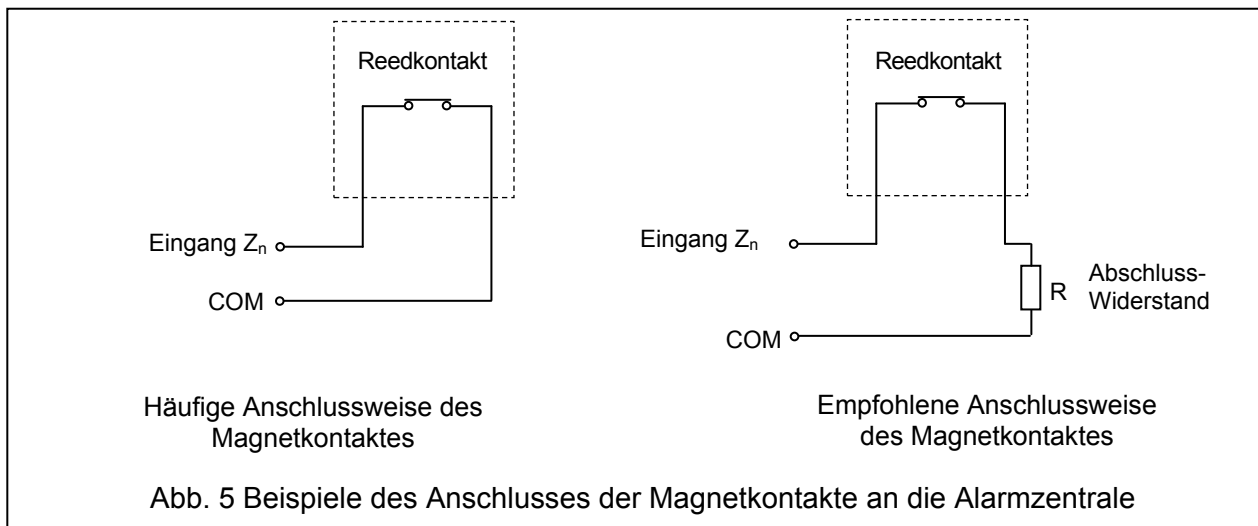 Reedkontakt
Eingang Zn
COM
Häufige Anschlussweise des
Magnetkontaktes
Reedkontakt
Eingang Zn
COM
R
Abschluss-
Widerstand
Empfohlene Anschlussweise
des Magnetkontaktes
Abb. 5 Beispiele des Anschlusses der Magnetkontakte an die Alarmzentrale